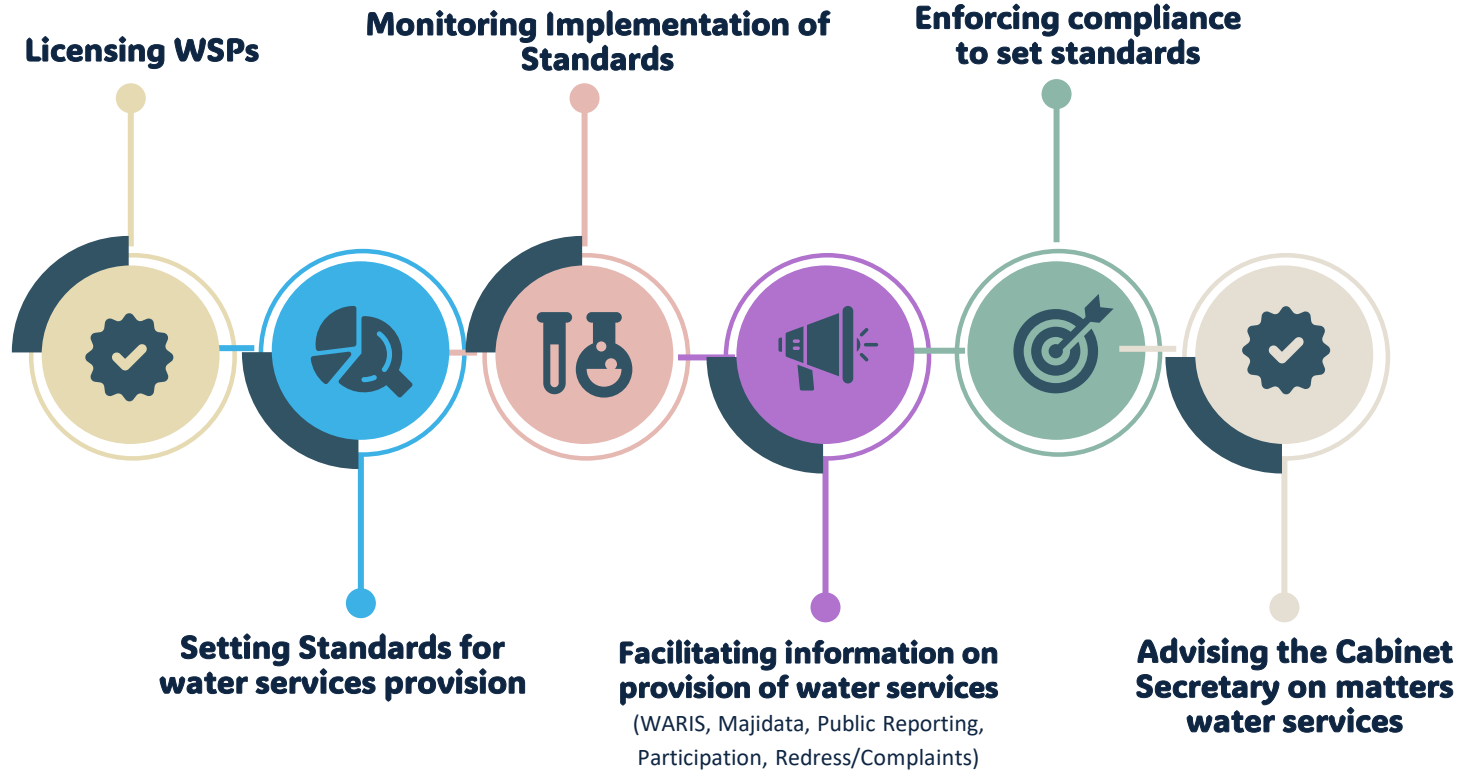 Licensing WSPs
Setting Standards for
water services provision
Monitoring Implementation of
Standards
Facilitating information on
provision of water services
(WARIS, Majidata, Public Reporting,
Participation, Redress/Complaints)
Enforcing compliance
to set standards
Advising the Cabinet
Secretary on matters
water services